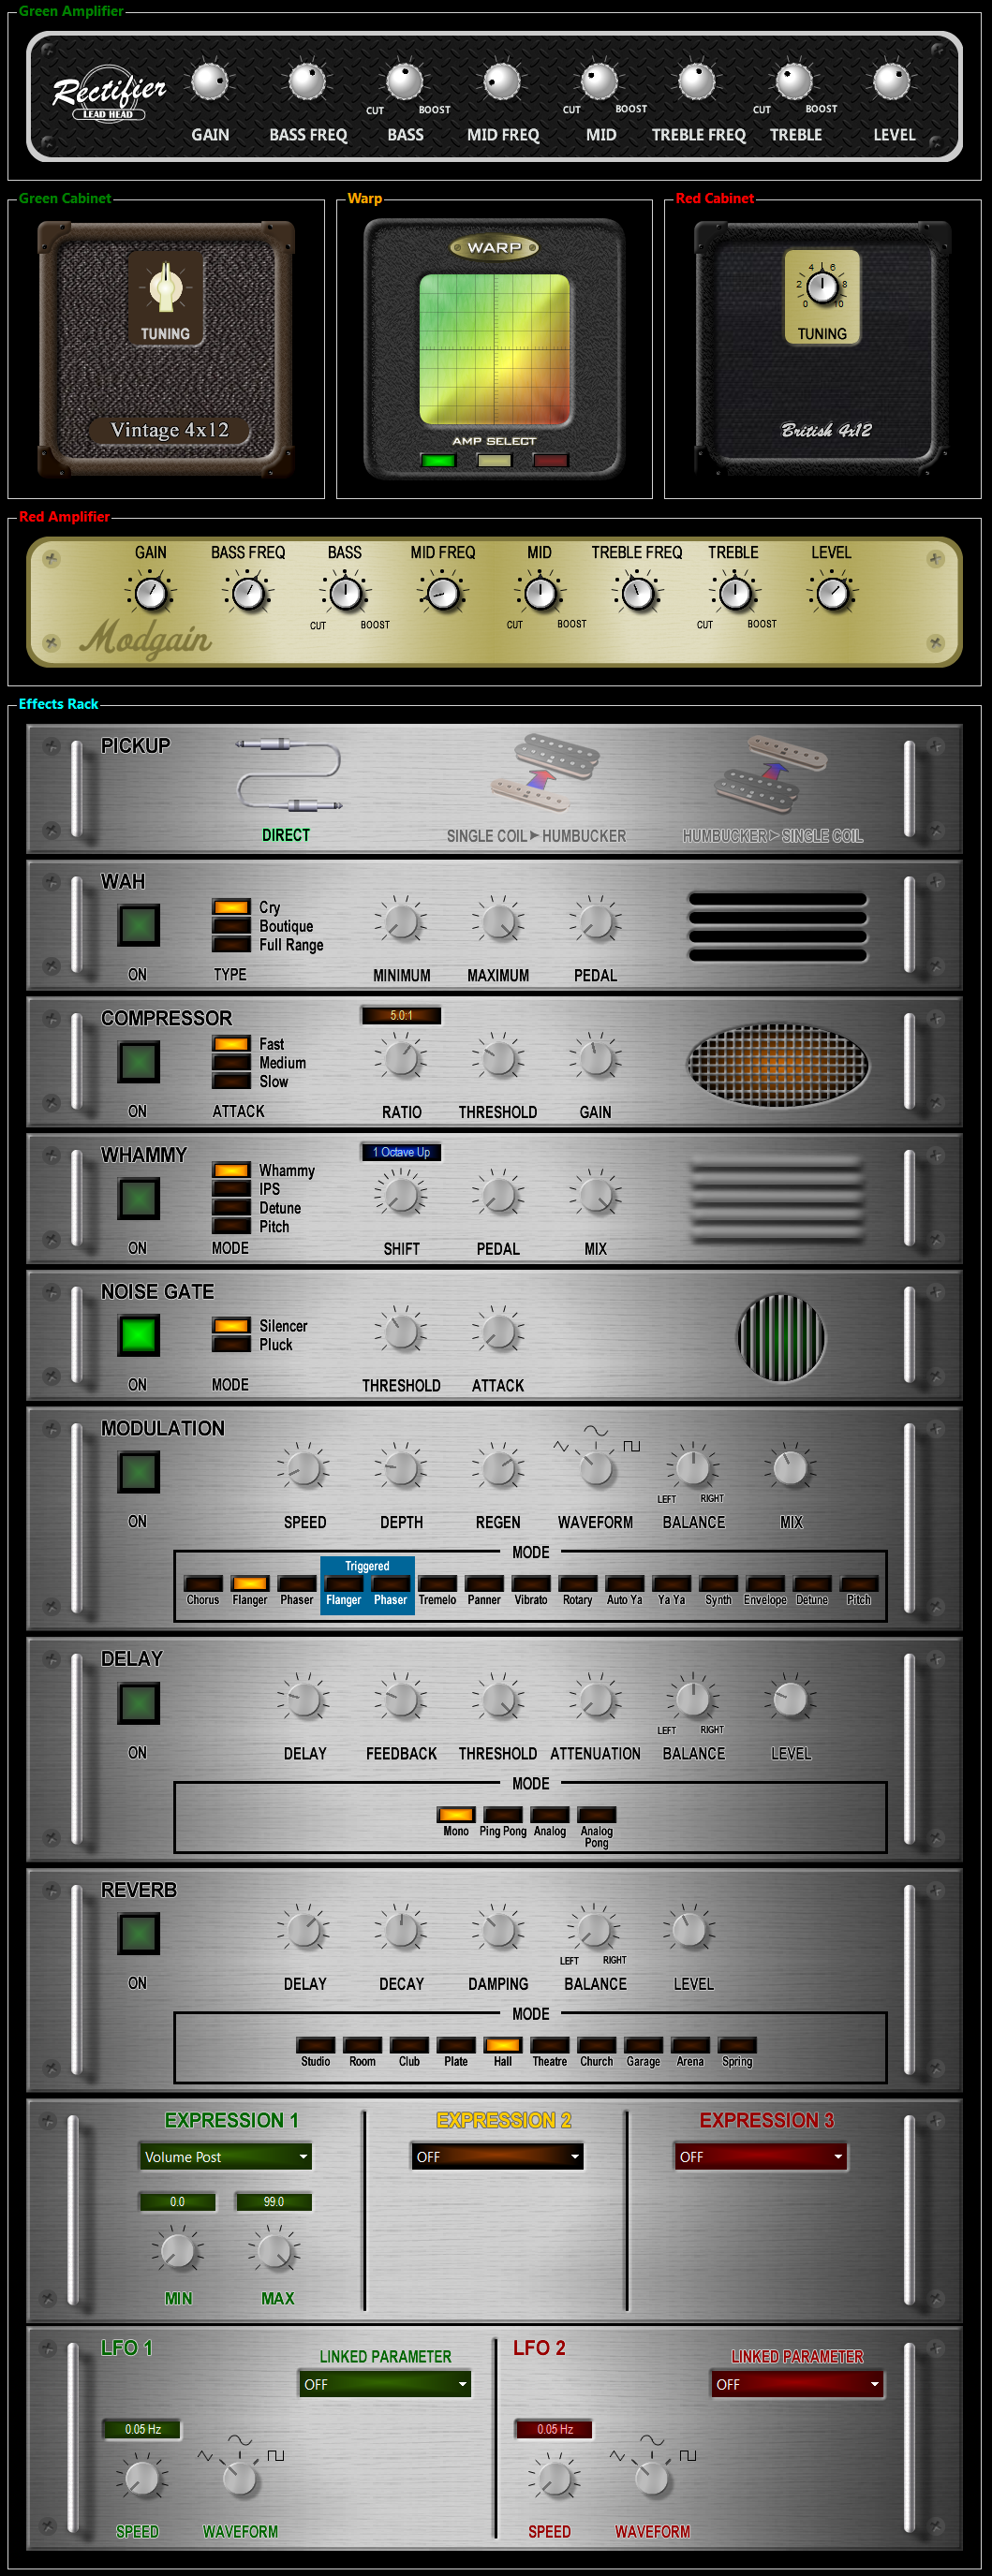 Green Amplifier
Rectifier
LEAD HEAD
CUT BOOST CUT BOOST CUT BOOST
GAIN BASS FREQ BASS MID FREQ MID TREBLE FREQ TREBLE LEVEL
Green Cabinet
TUNING
Vintage 4x12
Warp
WARP
AMP SELECT
Red Cabinet
0 2 4 6 8 10
TUNING
British 4x12
Red Amplifier
GAIN BASS FREQ BASS MID FREQ MID TREBLE FREQ TREBLE LEVEL
CUT BOOST CUT BOOST CUT BOOST
Modgain
Effects Rack
PICKUP
DIRECT SINGLE COIL ▶ HUMBUCKER HUMBUCKER ▷ SINGLE COIL
WAH
Cry
Boutique
Full Range
ON TYPE MINIMUM MAXIMUM PEDAL
COMPRESSOR
5.0:1
Fast
Medium
Slow
ON ATTACK RATIO THRESHOLD GAIN
WHAMMY
1 Octave Up
Whammy
IPS
Detune
Pitch
ON MODE SHIFT PEDAL MIX
NOISE GATE
Silencer
Pluck
ON MODE THRESHOLD ATTACK
MODULATION
LEFT RIGHT
ON SPEED DEPTH REGEN WAVEFORM BALANCE MIX
MODE
Triggered
Chorus Flanger Phaser Flanger Phaser Tremelo Panner Vibrato Rotary Auto Ya Ya Ya Synth Envelope Detune Pitch
DELAY
LEFT RIGHT
ON DELAY FEEDBACK THRESHOLD ATTENUATION BALANCE LEVEL
MODE
Mono Ping Pong Analog Analog
Pong
REVERB
LEFT RIGHT
ON DELAY DECAY DAMPING BALANCE LEVEL
MODE
Studio Room Club Plate Hall Theatre Church Garage Arena Spring
EXPRESSION 1
Volume Post
0.0 99.0
MIN MAX
EXPRESSION 2
OFF
EXPRESSION 3
OFF
LFO 1
LINKED PARAMETER
OFF
0.05 Hz
SPEED WAVEFORM
LFO 2
LINKED PARAMETER
OFF
0.05 Hz
SPEED WAVEFORM